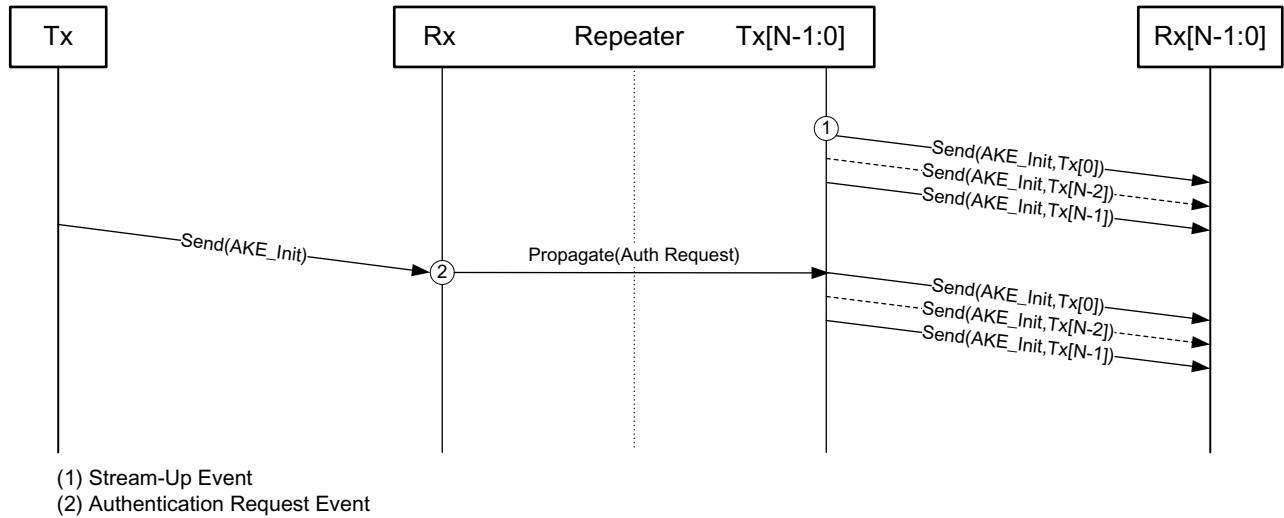 Tx
Rx Repeater Tx[N-1:0]
Rx[N-1:0]
1
Send(AKE_Init,Tx[0])
Send(AKE_Init,Tx[N-2])
Send(AKE_Init,Tx[N-1])
Send(AKE_Init)
2
Propagate(Auth Request)
Send(AKE_Init,Tx[0])
Send(AKE_Init,Tx[N-2])
Send(AKE_Init,Tx[N-1])
(1) Stream-Up Event
(2) Authentication Request Event